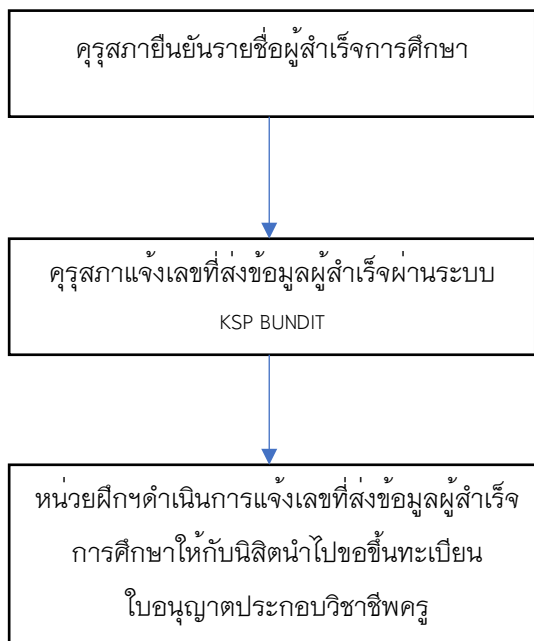 คุรุสภายืนยันรายชื่อผู้สำเร็จการศึกษา
คุรุสภาแจ้งเลขที่ส่งข้อมูลผู้สำเร็จผ่านระบบ
KSP BUNDIT
หน่วยฝึกฯดำเนินการแจ้งเลขที่ส่งข้อมูลผู้สำเร็จ
การศึกษาให้กับนิสิตนำไปขอขึ้นทะเบียน
ใบอนุญาตประกอบวิชาชีพครู